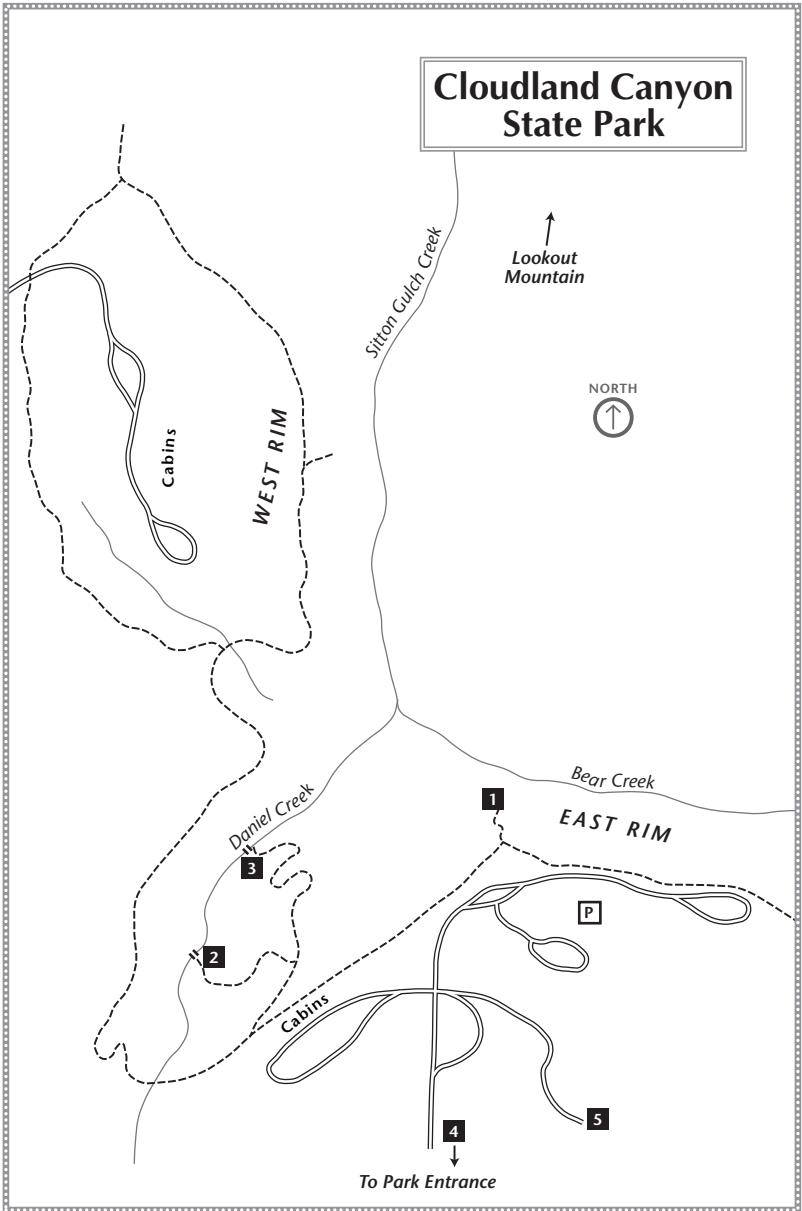 Cloudland Canyon
State Park
Sitton Gulch Creek
Lookout
Mountain
NORTH
WEST RIM
Cabins
Bear Creek
1
EAST RIM
Daniel Creek
3
P
2
Cabins
5
4
To Park Entrance